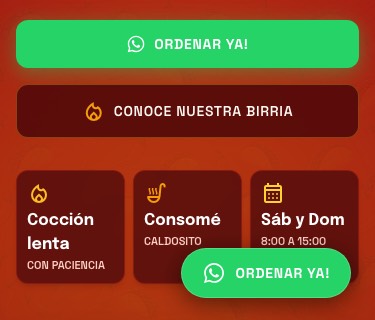 ORDENAR YA!
CONOCE NUESTRA BIRRIA
Cocción
lenta
CON PACIENCIA
Consomé
CALDOSITO
Sáb y Dom
8:00 A 15:00
ORDENAR YA!